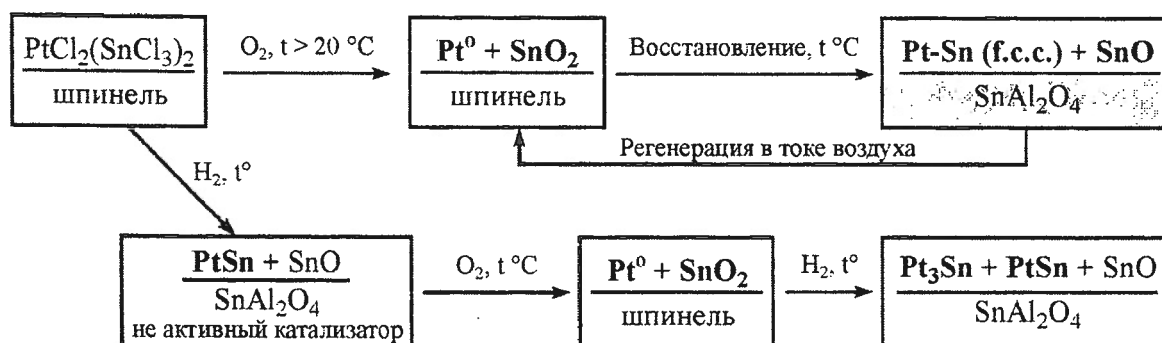 PtCl₂(SnCl₃)₂
шпинель
O₂, t > 20 °C
Pt⁰ + SnO₂
шпинель
Восстановление, t °C
Pt-Sn (f.c.c.) + SnO
SnAl₂O₄
Регенерация в токе воздуха
H₂, t°
PtSn + SnO
SnAl₂O₄
не активный катализатор
O₂, t °C
Pt⁰ + SnO₂
шпинель
H₂, t°
Pt₃Sn + PtSn + SnO
SnAl₂O₄